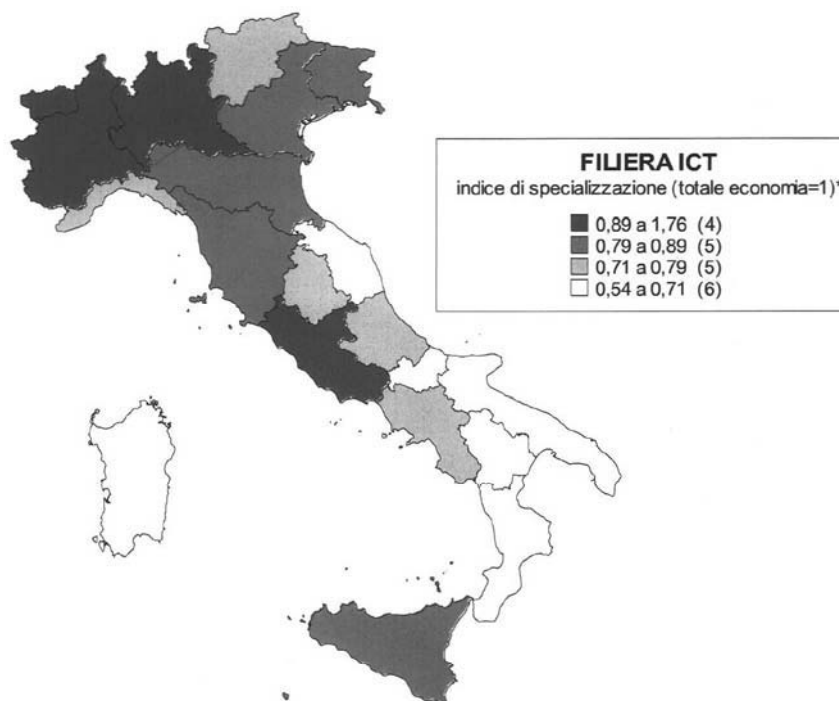 FILIERA ICT
indice di specializzazione (totale economia=1)*
0,89 a 1,76 (4)
0,79 a 0,89 (5)
0,71 a 0,79 (5)
0,54 a 0,71 (6)